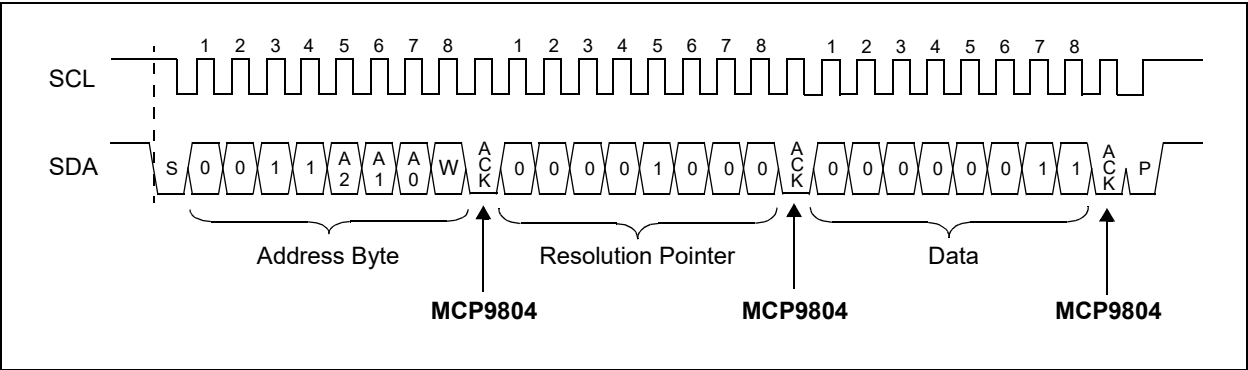 1 2 3 4 5 6 7 8 1 2 3 4 5 6 7 8 1 2 3 4 5 6 7 8
SCL
SDA S 0 0 1 1 A2 A1 A0 W ACK 0 0 0 0 1 0 0 0 ACK 0 0 0 0 0 0 1 1 ACK P
Address Byte Resolution Pointer Data
MCP9804 MCP9804 MCP9804